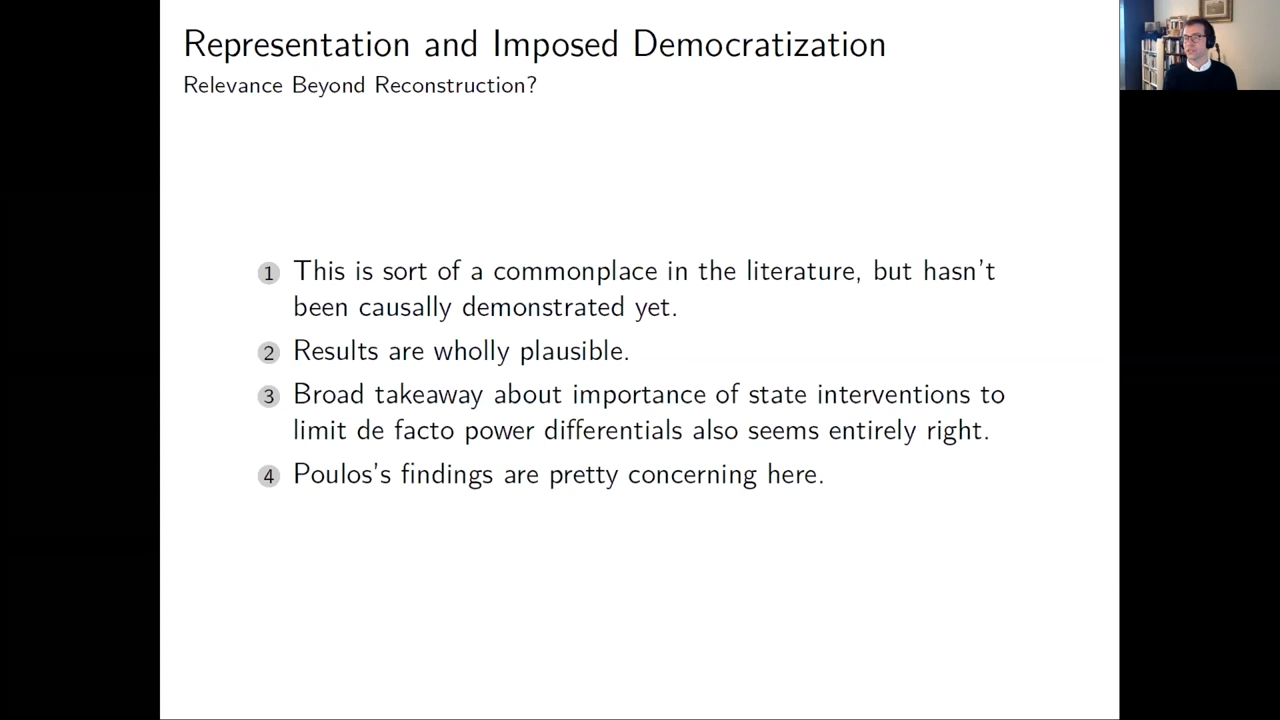 Representation and Imposed Democratization
Relevance Beyond Reconstruction?
1 This is sort of a commonplace in the literature, but hasn't
been causally demonstrated yet.
2 Results are wholly plausible.
3 Broad takeaway about importance of state interventions to
limit de facto power differentials also seems entirely right.
4 Poulos's findings are pretty concerning here.